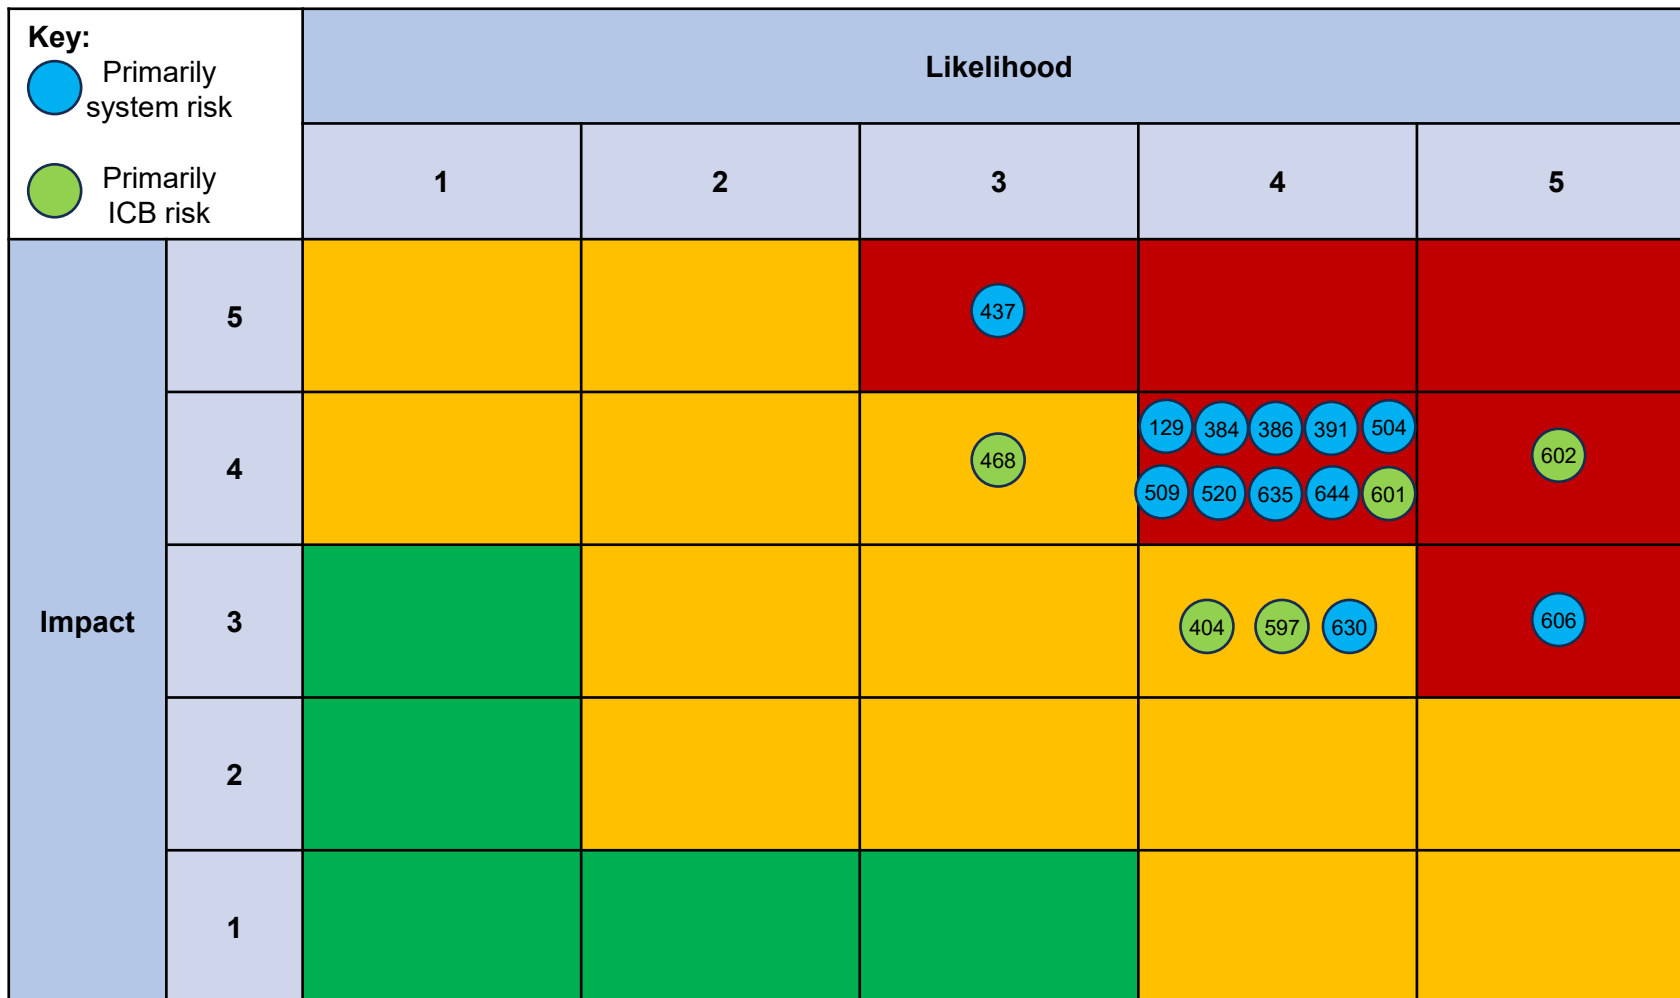 Key:
Primarily
system risk
Primarily
ICB risk
Likelihood
1 2 3 4 5
Impact
5
437
4
468
129 384 386 391 504
509 520 635 644 601
602
3
404 597 630
606
2
1